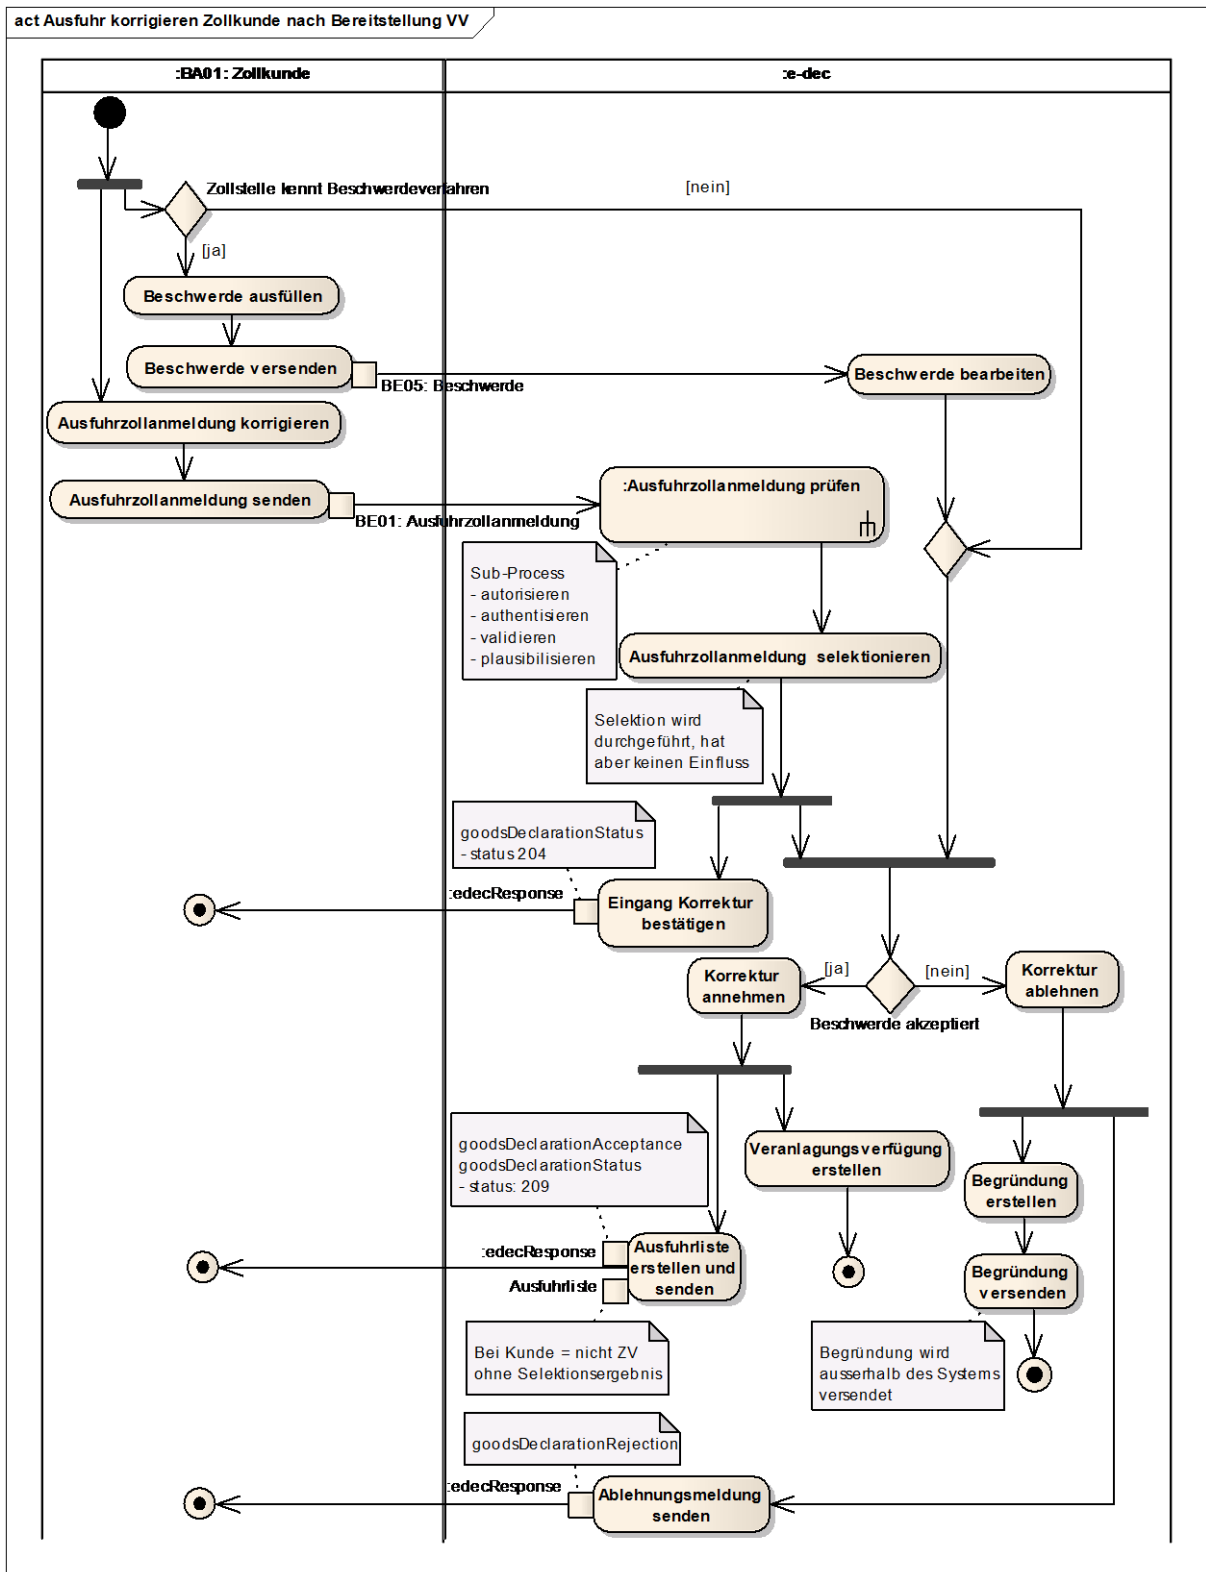 act Ausfuhr korrigieren Zollkunde nach Bereitstellung VV
:BA01: Zollkunde
:e-dec
Zollstelle kennt Beschwerdeverfahren
[nein]
[ja]
Beschwerde ausfüllen
Beschwerde versenden
BE05: Beschwerde
Beschwerde bearbeiten
Ausfuhrzollanmeldung korrigieren
Ausfuhrzollanmeldung senden
BE01: Ausfuhrzollanmeldung
:Ausfuhrzollanmeldung prüfen
Sub-Process
- autorisieren
- authentisieren
- validieren
- plausibilisieren
Ausfuhrzollanmeldung selektionieren
Selektion wird
durchgeführt, hat
aber keinen Einfluss
goodsDeclarationStatus
- status 204
:edecResponse
Eingang Korrektur
bestätigen
Korrektur
annehmen
[ja]
[nein]
Korrektur
ablehnen
Beschwerde akzeptiert
goodsDeclarationAcceptance
goodsDeclarationStatus
- status: 209
Veranlagungsverfügung
erstellen
Begründung
erstellen
:edecResponse
Ausfuhrliste
Ausfuhrliste
erstellen und
senden
Begründung
versenden
Bei Kunde = nicht ZV
ohne Selektionsergebnis
Begründung wird
ausserhalb des Systems
versendet
goodsDeclarationRejection
:edecResponse
Ablehnungsmeldung
senden